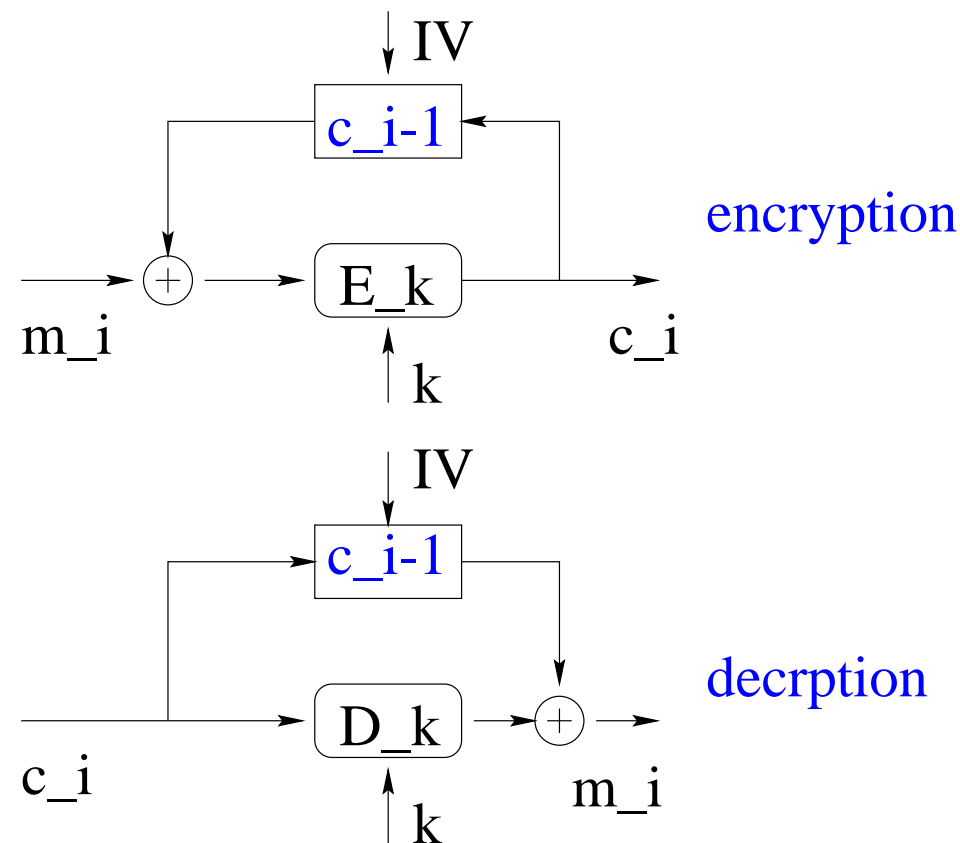 IV
c_i-1
encryption
+
E_k
m_i
c_i
k
IV
c_i-1
decrption
D_k
+
c_i
m_i
k